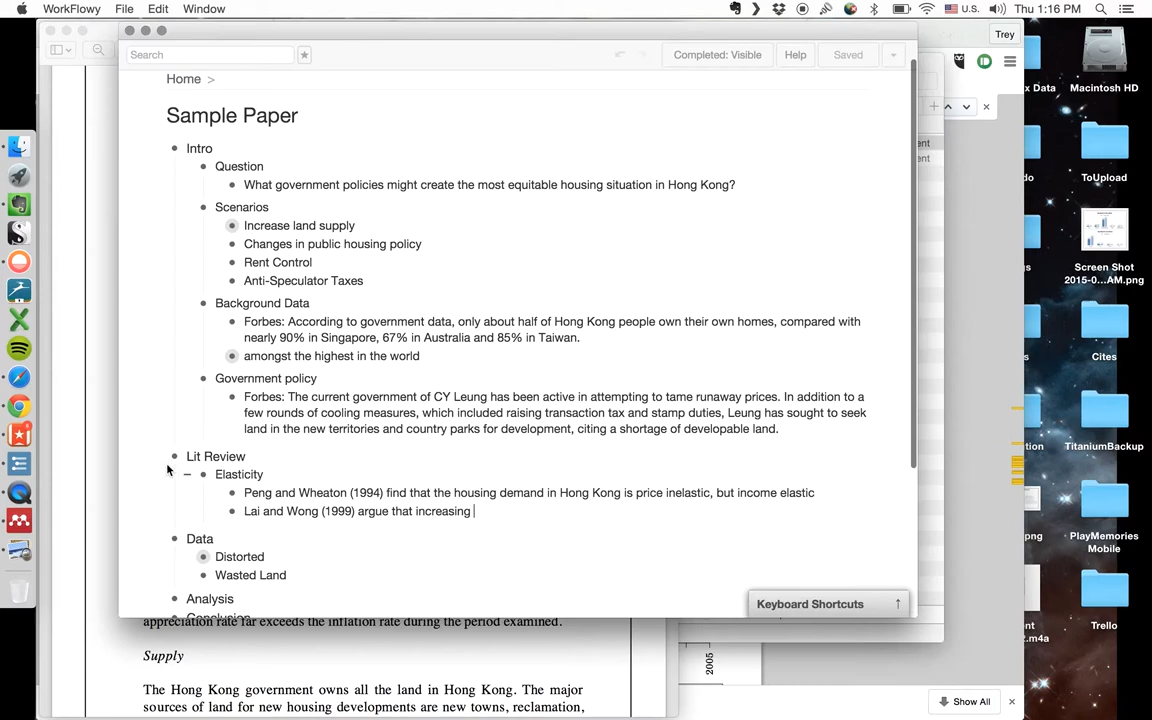 WorkFlowy File Edit Window U.S. Thu 1:16 PM
Trey
Search
Completed: Visible Help Saved
Home >
Sample Paper
Intro
Question
What government policies might create the most equitable housing situation in Hong Kong?
Scenarios
Increase land supply
Changes in public housing policy
Rent Control
Anti-Speculator Taxes
Background Data
Forbes: According to government data, only about half of Hong Kong people own their own homes, compared with
nearly 90% in Singapore, 67% in Australia and 85% in Taiwan.
amongst the highest in the world
Government policy
Forbes: The current government of CY Leung has been active in attempting to tame runaway prices. In addition to a
few rounds of cooling measures, which included raising transaction tax and stamp duties, Leung has sought to seek
land in the new territories and country parks for development, citing a shortage of developable land.
Lit Review
Elasticity
Peng and Wheaton (1994) find that the housing demand in Hong Kong is price inelastic, but income elastic
Lai and Wong (1999) argue that increasing
Data
Distorted
Wasted Land
Analysis
Conclusion
Keyboard Shortcuts ↑
appreciation rate far exceeds the inflation rate during the period examined.
Supply
The Hong Kong government owns all the land in Hong Kong. The major
sources of land for new housing developments are new towns, reclamation,
2005
Show All
x Data
Macintosh HD
do
ToUpload
gs
Screen Shot
2015-0...AM.png
s
Cites
tion
TitaniumBackup
png
PlayMemories
Mobile
ent
2.m4a
Trello
ent
ent